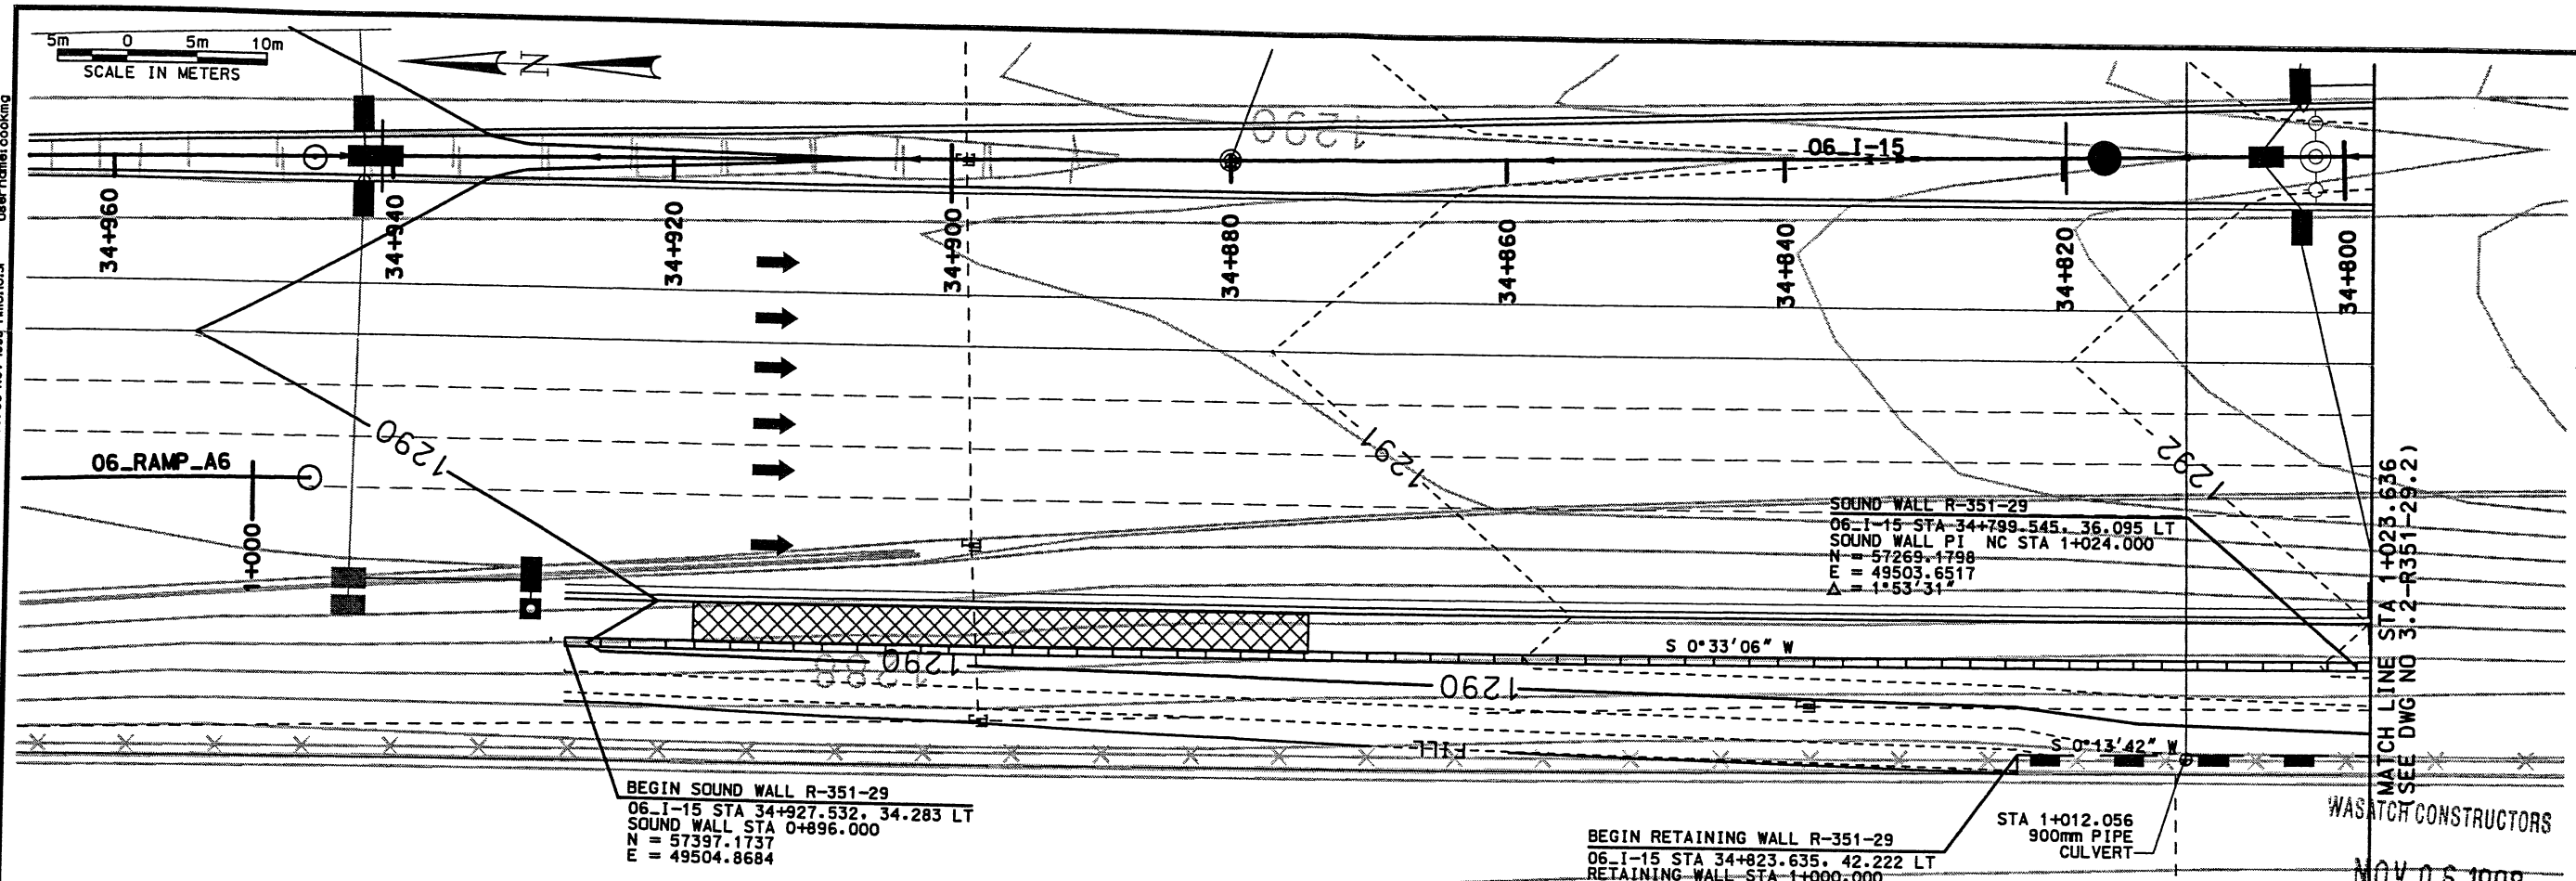 5m 0 5m 10m
SCALE IN METERS
N
1290
06_I-15
34+960
34+940
34+920
34+900
34+880
34+860
34+840
34+820
34+800
1290
1291
1292
06_RAMP_A6
1+000
SOUND WALL R-351-29
06_I-15 STA 34+799.545, 36.095 LT
SOUND WALL PI NC STA 1+024.000
N = 57269.1798
E = 49503.6517
Δ = 1°53'31"
MATCH LINE STA 1+023.636
(SEE DWG NO 3.2-R351-29.2)
S 0°33'06" W
1290
1290
FILL
S 0°13'42" W
BEGIN SOUND WALL R-351-29
06_I-15 STA 34+927.532, 34.283 LT
SOUND WALL STA 0+896.000
N = 57397.1737
E = 49504.8684
BEGIN RETAINING WALL R-351-29
06_I-15 STA 34+823.635, 42.222 LT
RETAINING WALL STA 1+000.000
STA 1+012.056
900mm PIPE
CULVERT
WASATCH CONSTRUCTORS
NOV 06 1998